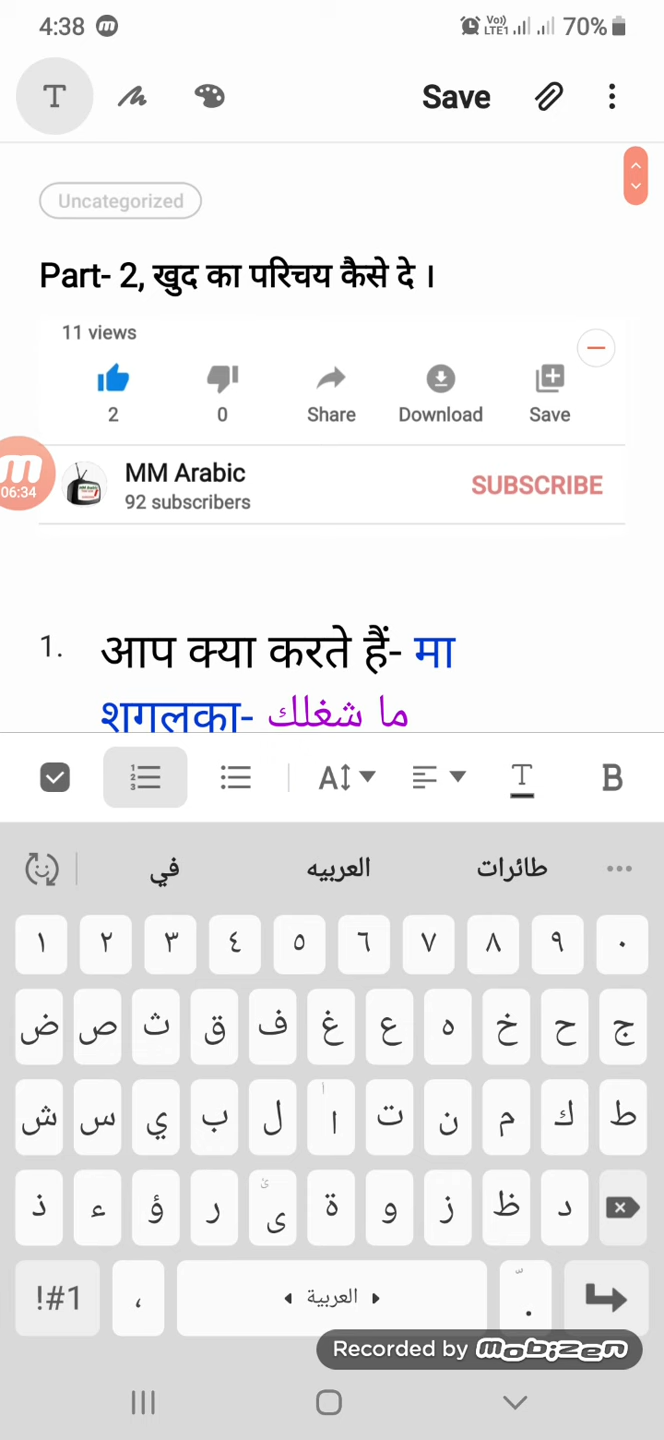 4:38
Vo))
LTE1
70%
T
Save
Uncategorized
Part- 2, खुद का परिचय कैसे दे ।
11 views
2
0
Share
Download
Save
m
06:34
MM Arabic
92 subscribers
SUBSCRIBE
1. आप क्या करते हैं- मा
शगलका- ما شغلك
T
B
في
العربيه
طائرات
١ ٢ ٣ ٤ ٥ ٦ ٧ ٨ ٩ ٠
ض ص ث ق ف غ ع ه خ ح ج
ش س ي ب ل ا ت ن م ك ط
ذ ء ؤ ر ى ة و ز ظ د
!#1
،
العربية
.
Recorded by mobizen